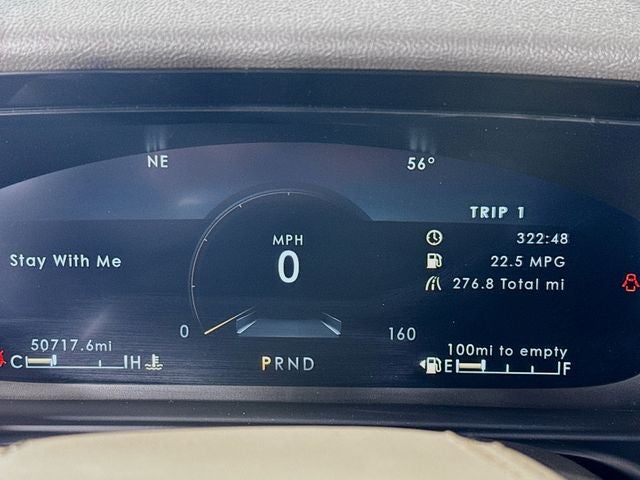 NE
56°
TRIP 1
MPH
322:48
Stay With Me
0
22.5 MPG
276.8 Total mi
0
160
50717.6mi
100mi to empty
C H
PRND
E F